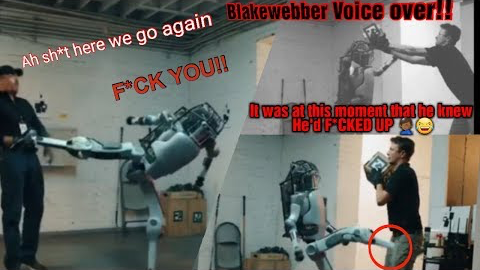 Blakewebber Voice over!!
Ah sh*t here we go again
F*CK YOU!!
It was at this moment that he knew
He'd F*CKED UP 🤦🏾‍♂️😂